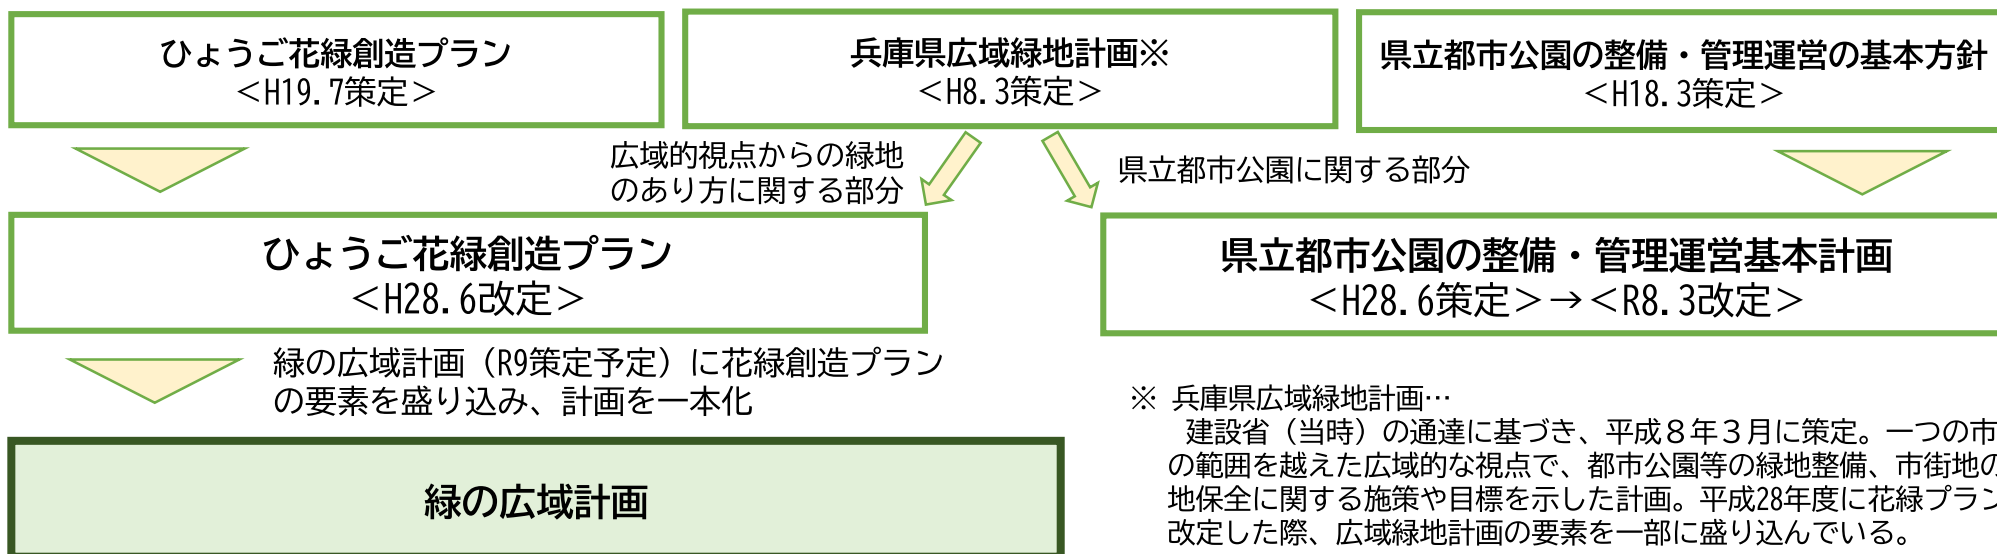 ひょうご花緑創造プラン
＜H19.7策定＞
兵庫県広域緑地計画※
＜H8.3策定＞
県立都市公園の整備・管理運営の基本方針
＜H18.3策定＞
広域的視点からの緑地
のあり方に関する部分
県立都市公園に関する部分
ひょうご花緑創造プラン
＜H28.6改定＞
県立都市公園の整備・管理運営基本計画
＜H28.6策定＞→＜R8.3改定＞
緑の広域計画（R9策定予定）に花緑創造プラン
の要素を盛り込み、計画を一本化
緑の広域計画
※ 兵庫県広域緑地計画…
建設省（当時）の通達に基づき、平成８年３月に策定。一つの市
の範囲を越えた広域的な視点で、都市公園等の緑地整備、市街地の
地保全に関する施策や目標を示した計画。平成28年度に花緑プラン
改定した際、広域緑地計画の要素を一部に盛り込んでいる。